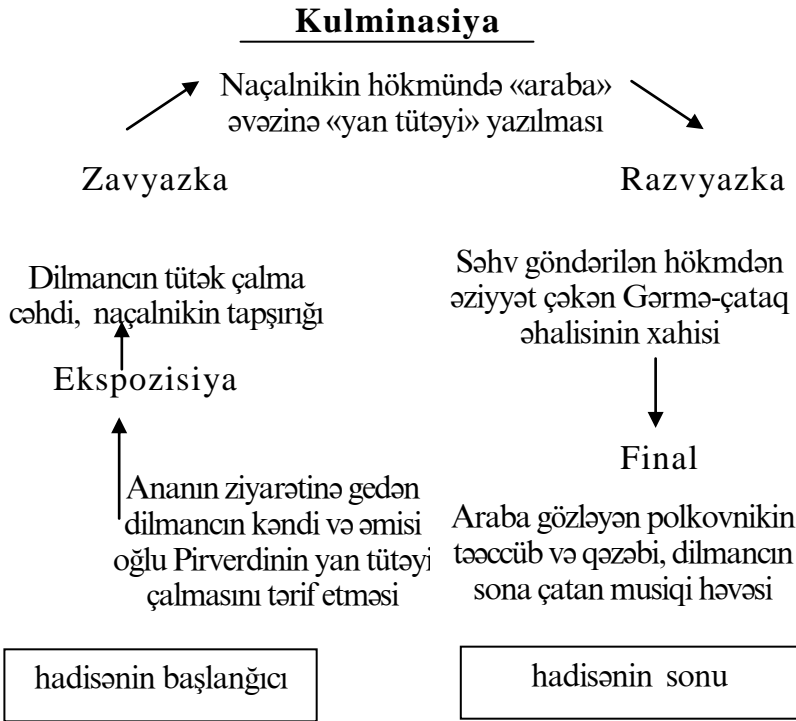 Kulminasiya
Naçalnikin hökmündə «araba»
əvəzinə «yan tütəyi» yazılması
Zavyazka
Razvyazka
Dilmancın tütək çalma
cəhdi, naçalnikin tapşırığı
Səhv göndərilən hökmdən
əziyyət çəkən Gərmə-çataq
əhalisinin xahisi
Ekspozisiya
Final
Ananın ziyarətinə gedən
dilmancın kəndi və əmisi
oğlu Pirverdinin yan tütəyi
çalmasını tərif etməsi
Araba gözləyən polkovnikin
təəccüb və qəzəbi, dilmancın
sona çatan musiqi həvəsi
hadisənin başlanğıcı
hadisənin sonu